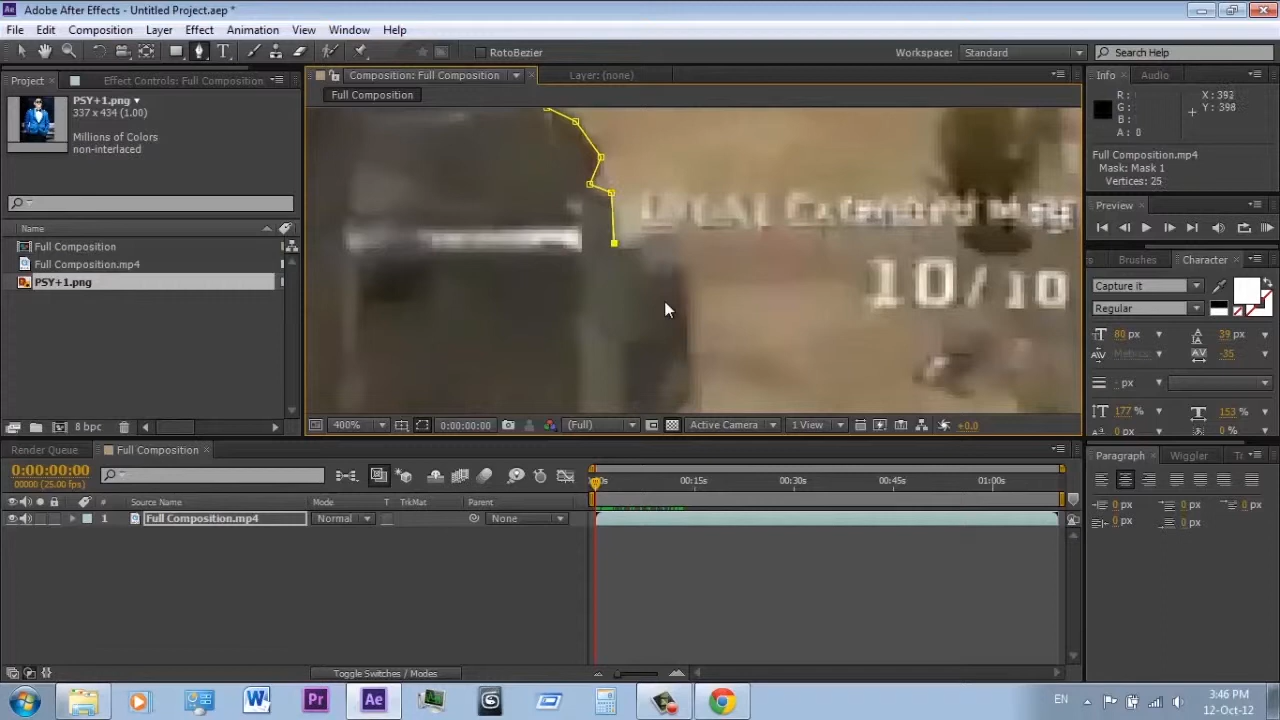 Adobe After Effects - Untitled Project.aep *
File Edit Composition Layer Effect Animation View Window Help
RotoBezier
Workspace: Standard
Search Help
Project
Effect Controls: Full Composition
PSY+1.png
337 x 434 (1.00)
Millions of Colors
non-interlaced
Name
Full Composition
Full Composition.mp4
PSY+1.png
8 bpc
Composition: Full Composition
Layer: (none)
Full Composition
10/10
400%
0:00:00:00
(Full)
Active Camera
1 View
+0.0
Info
Audio
R :
G :
B :
A : 0
X : 392
Y : 398
Full Composition.mp4
Mask: Mask 1
Vertices: 25
Preview
Brushes
Character
Capture it
Regular
80 px
39 px
Metrics
-35
- px
177 %
153 %
0 px
0 %
Paragraph
Wiggler
0 px
0 px
0 px
0 px
0 px
Render Queue
Full Composition
0:00:00:00
00000 (25.00 fps)
Source Name
Mode
T
TrkMat
Parent
1
Full Composition.mp4
Normal
None
00:15s
00:30s
00:45s
01:00s
Toggle Switches / Modes
EN
3:46 PM
12-Oct-12